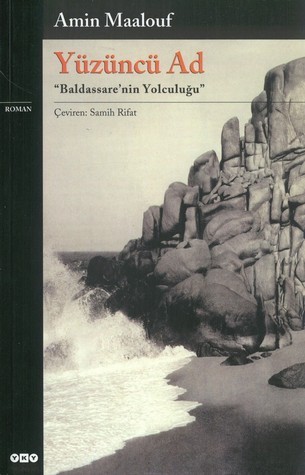 Amin Maalouf
Yüzüncü Ad
“Baldassare’nin Yolculuğu”
ROMAN
Çeviren: Samih Rifat
YKY